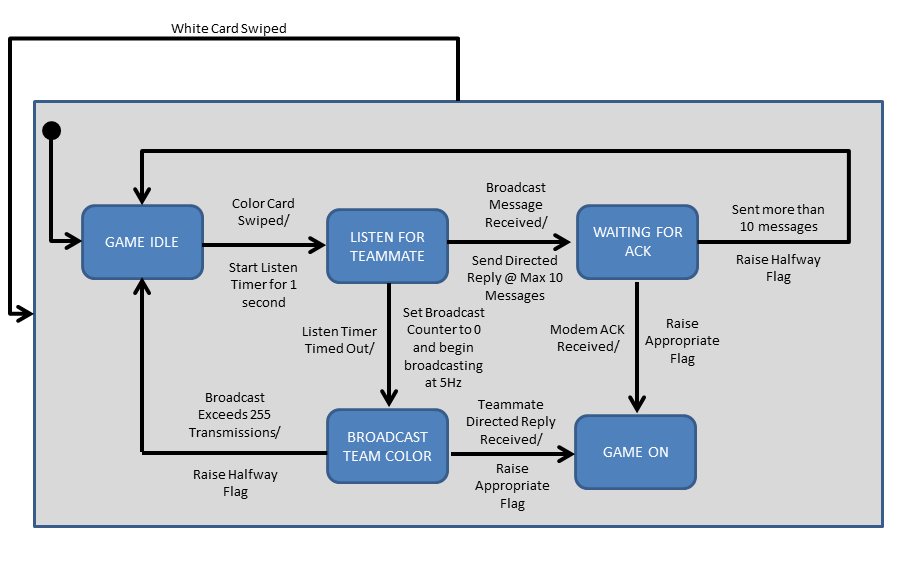 White Card Swiped
GAME IDLE
Color Card
Swiped/
Start Listen
Timer for 1
second
LISTEN FOR
TEAMMATE
Broadcast
Message
Received/
Send Directed
Reply @ Max 10
Messages
WAITING FOR
ACK
Sent more than
10 messages
Raise Halfway
Flag
Listen Timer
Timed Out/
Set Broadcast
Counter to 0
and begin
broadcasting
at 5Hz
Modem ACK
Received/
Raise
Appropriate
Flag
Broadcast
Exceeds 255
Transmissions/
Raise Halfway
Flag
BROADCAST
TEAM COLOR
Teammate
Directed Reply
Received/
Raise
Appropriate
Flag
GAME ON